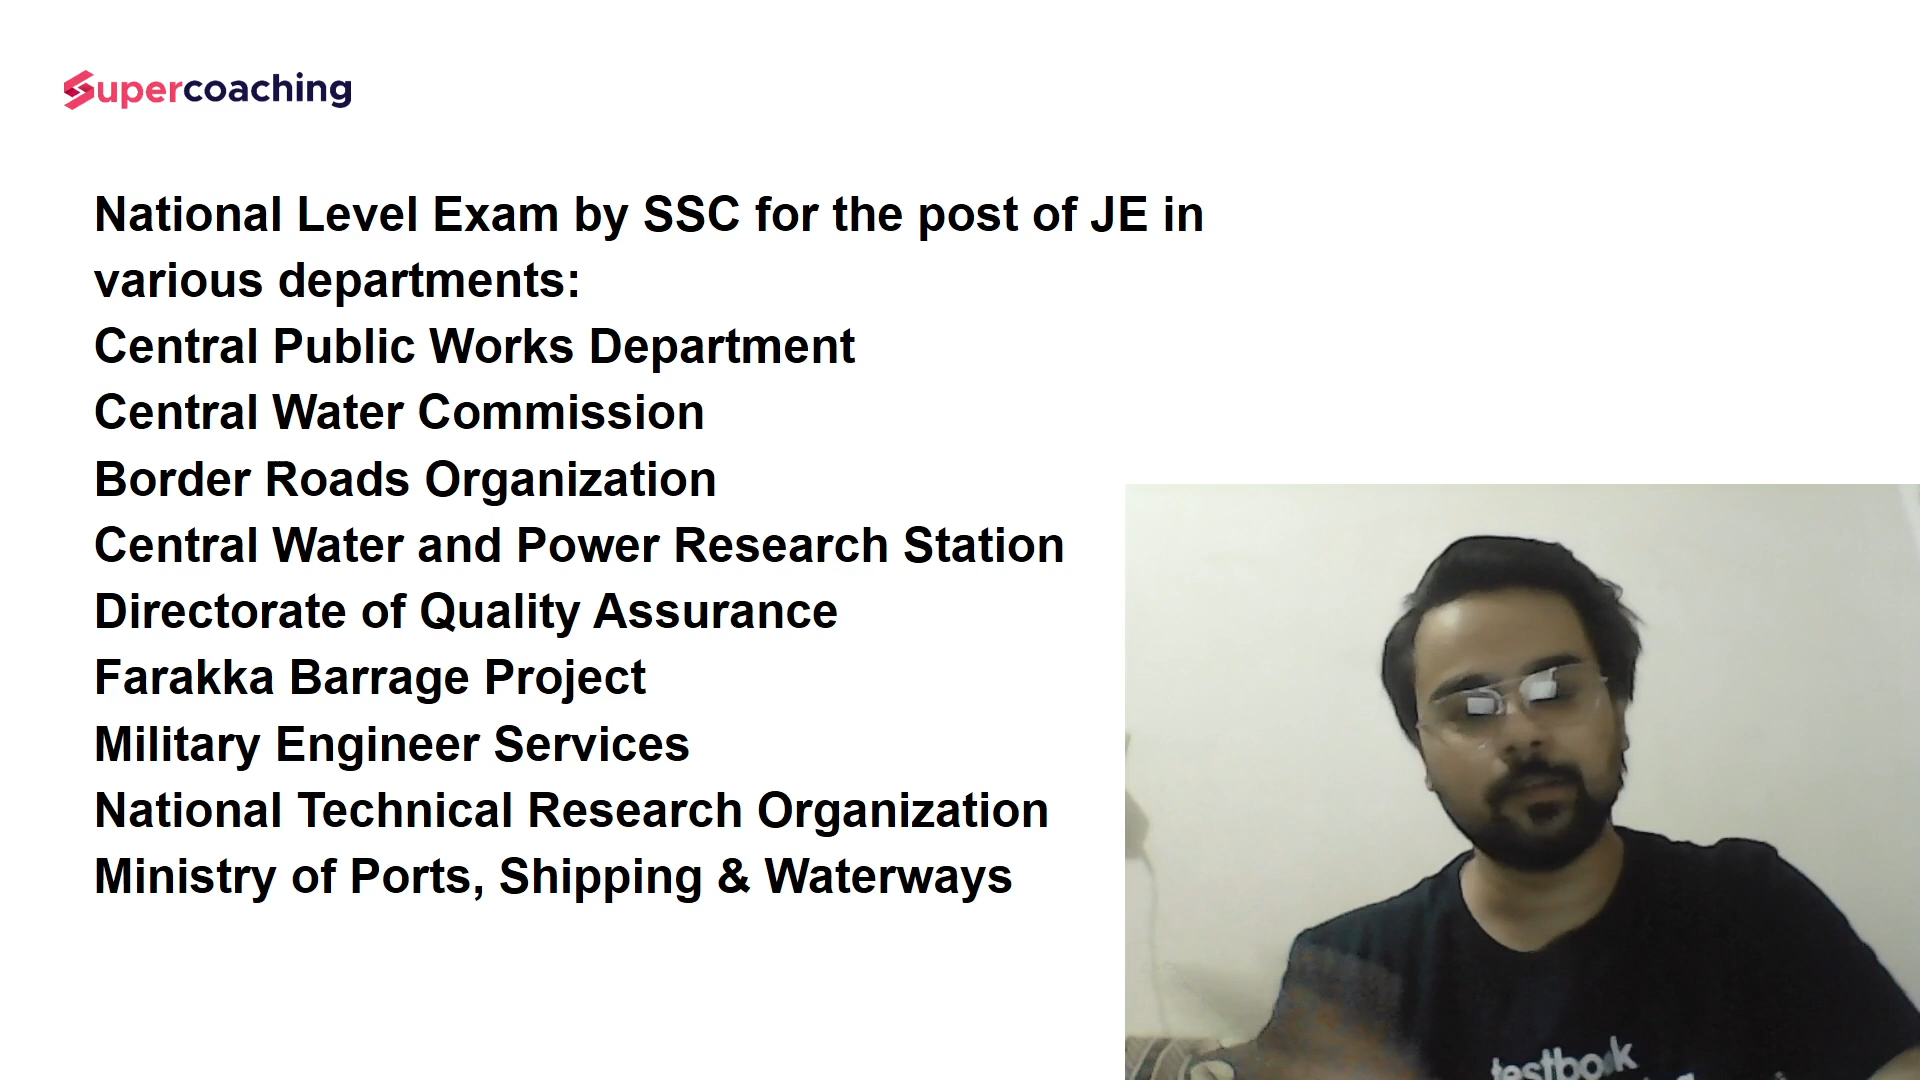 Supercoaching
National Level Exam by SSC for the post of JE in
various departments:
Central Public Works Department
Central Water Commission
Border Roads Organization
Central Water and Power Research Station
Directorate of Quality Assurance
Farakka Barrage Project
Military Engineer Services
National Technical Research Organization
Ministry of Ports, Shipping & Waterways
testbook